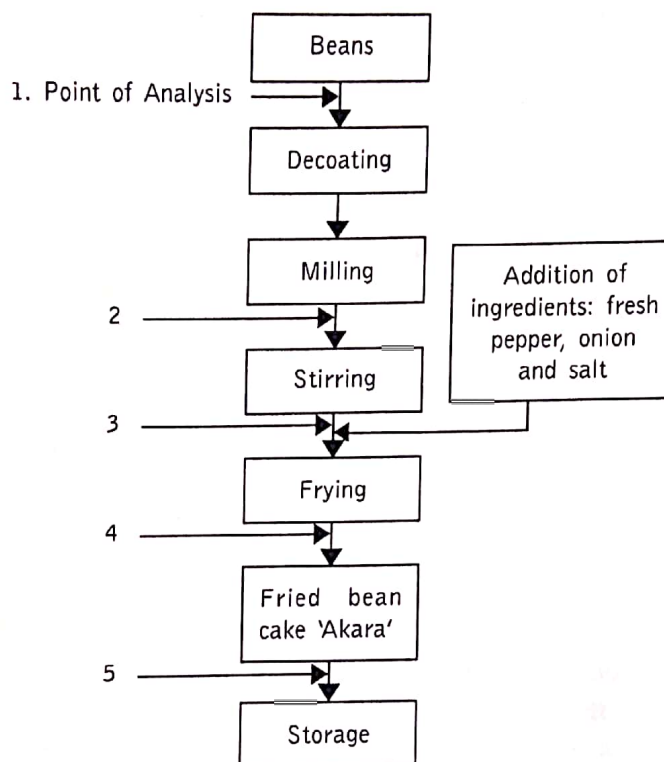 Beans
1. Point of Analysis
Decoating
Milling
Addition of
ingredients: fresh
pepper, onion
and salt
2
Stirring
3
Frying
4
Fried bean
cake 'Akara'
5
Storage